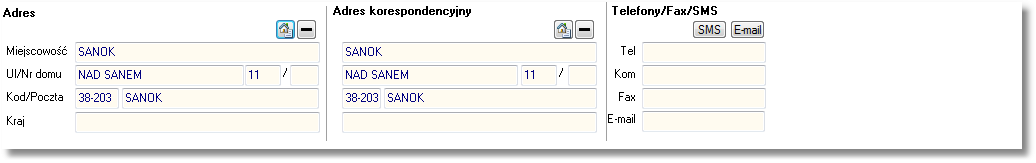 Adres
Miejscowość SANOK
Ul/Nr domu NAD SANEM 11 /
Kod/Poczta 38-203 SANOK
Kraj
Adres korespondencyjny
SANOK
NAD SANEM 11 /
38-203 SANOK
Telefony/Fax/SMS
SMS E-mail
Tel
Kom
Fax
E-mail